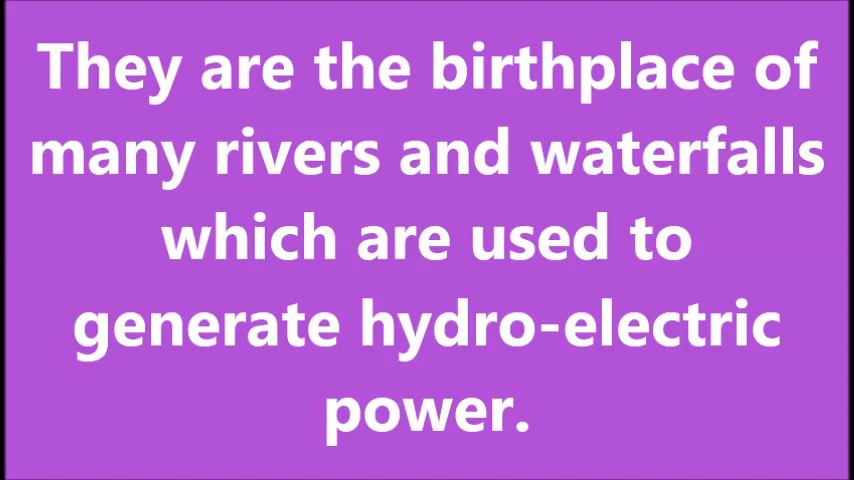 They are the birthplace of
many rivers and waterfalls
which are used to
generate hydro-electric
power.